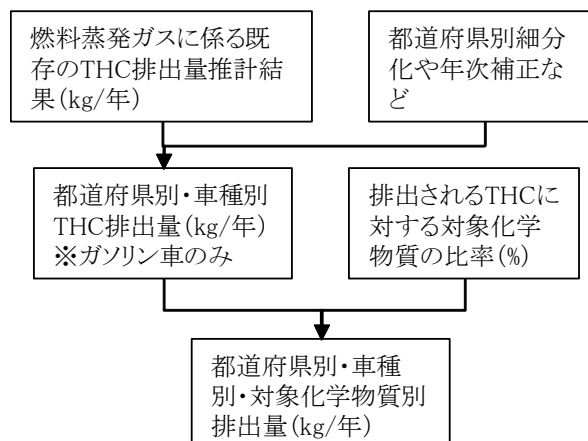 燃料蒸発ガスに係る既
存のTHC排出量推計結
果(kg/年)
都道府県別細分
化や年次補正な
ど
都道府県別・車種別
THC排出量(kg/年)
※ガソリン車のみ
排出されるTHCに
対する対象化学
物質の比率(%)
都道府県別・車種
別・対象化学物質別
排出量(kg/年)